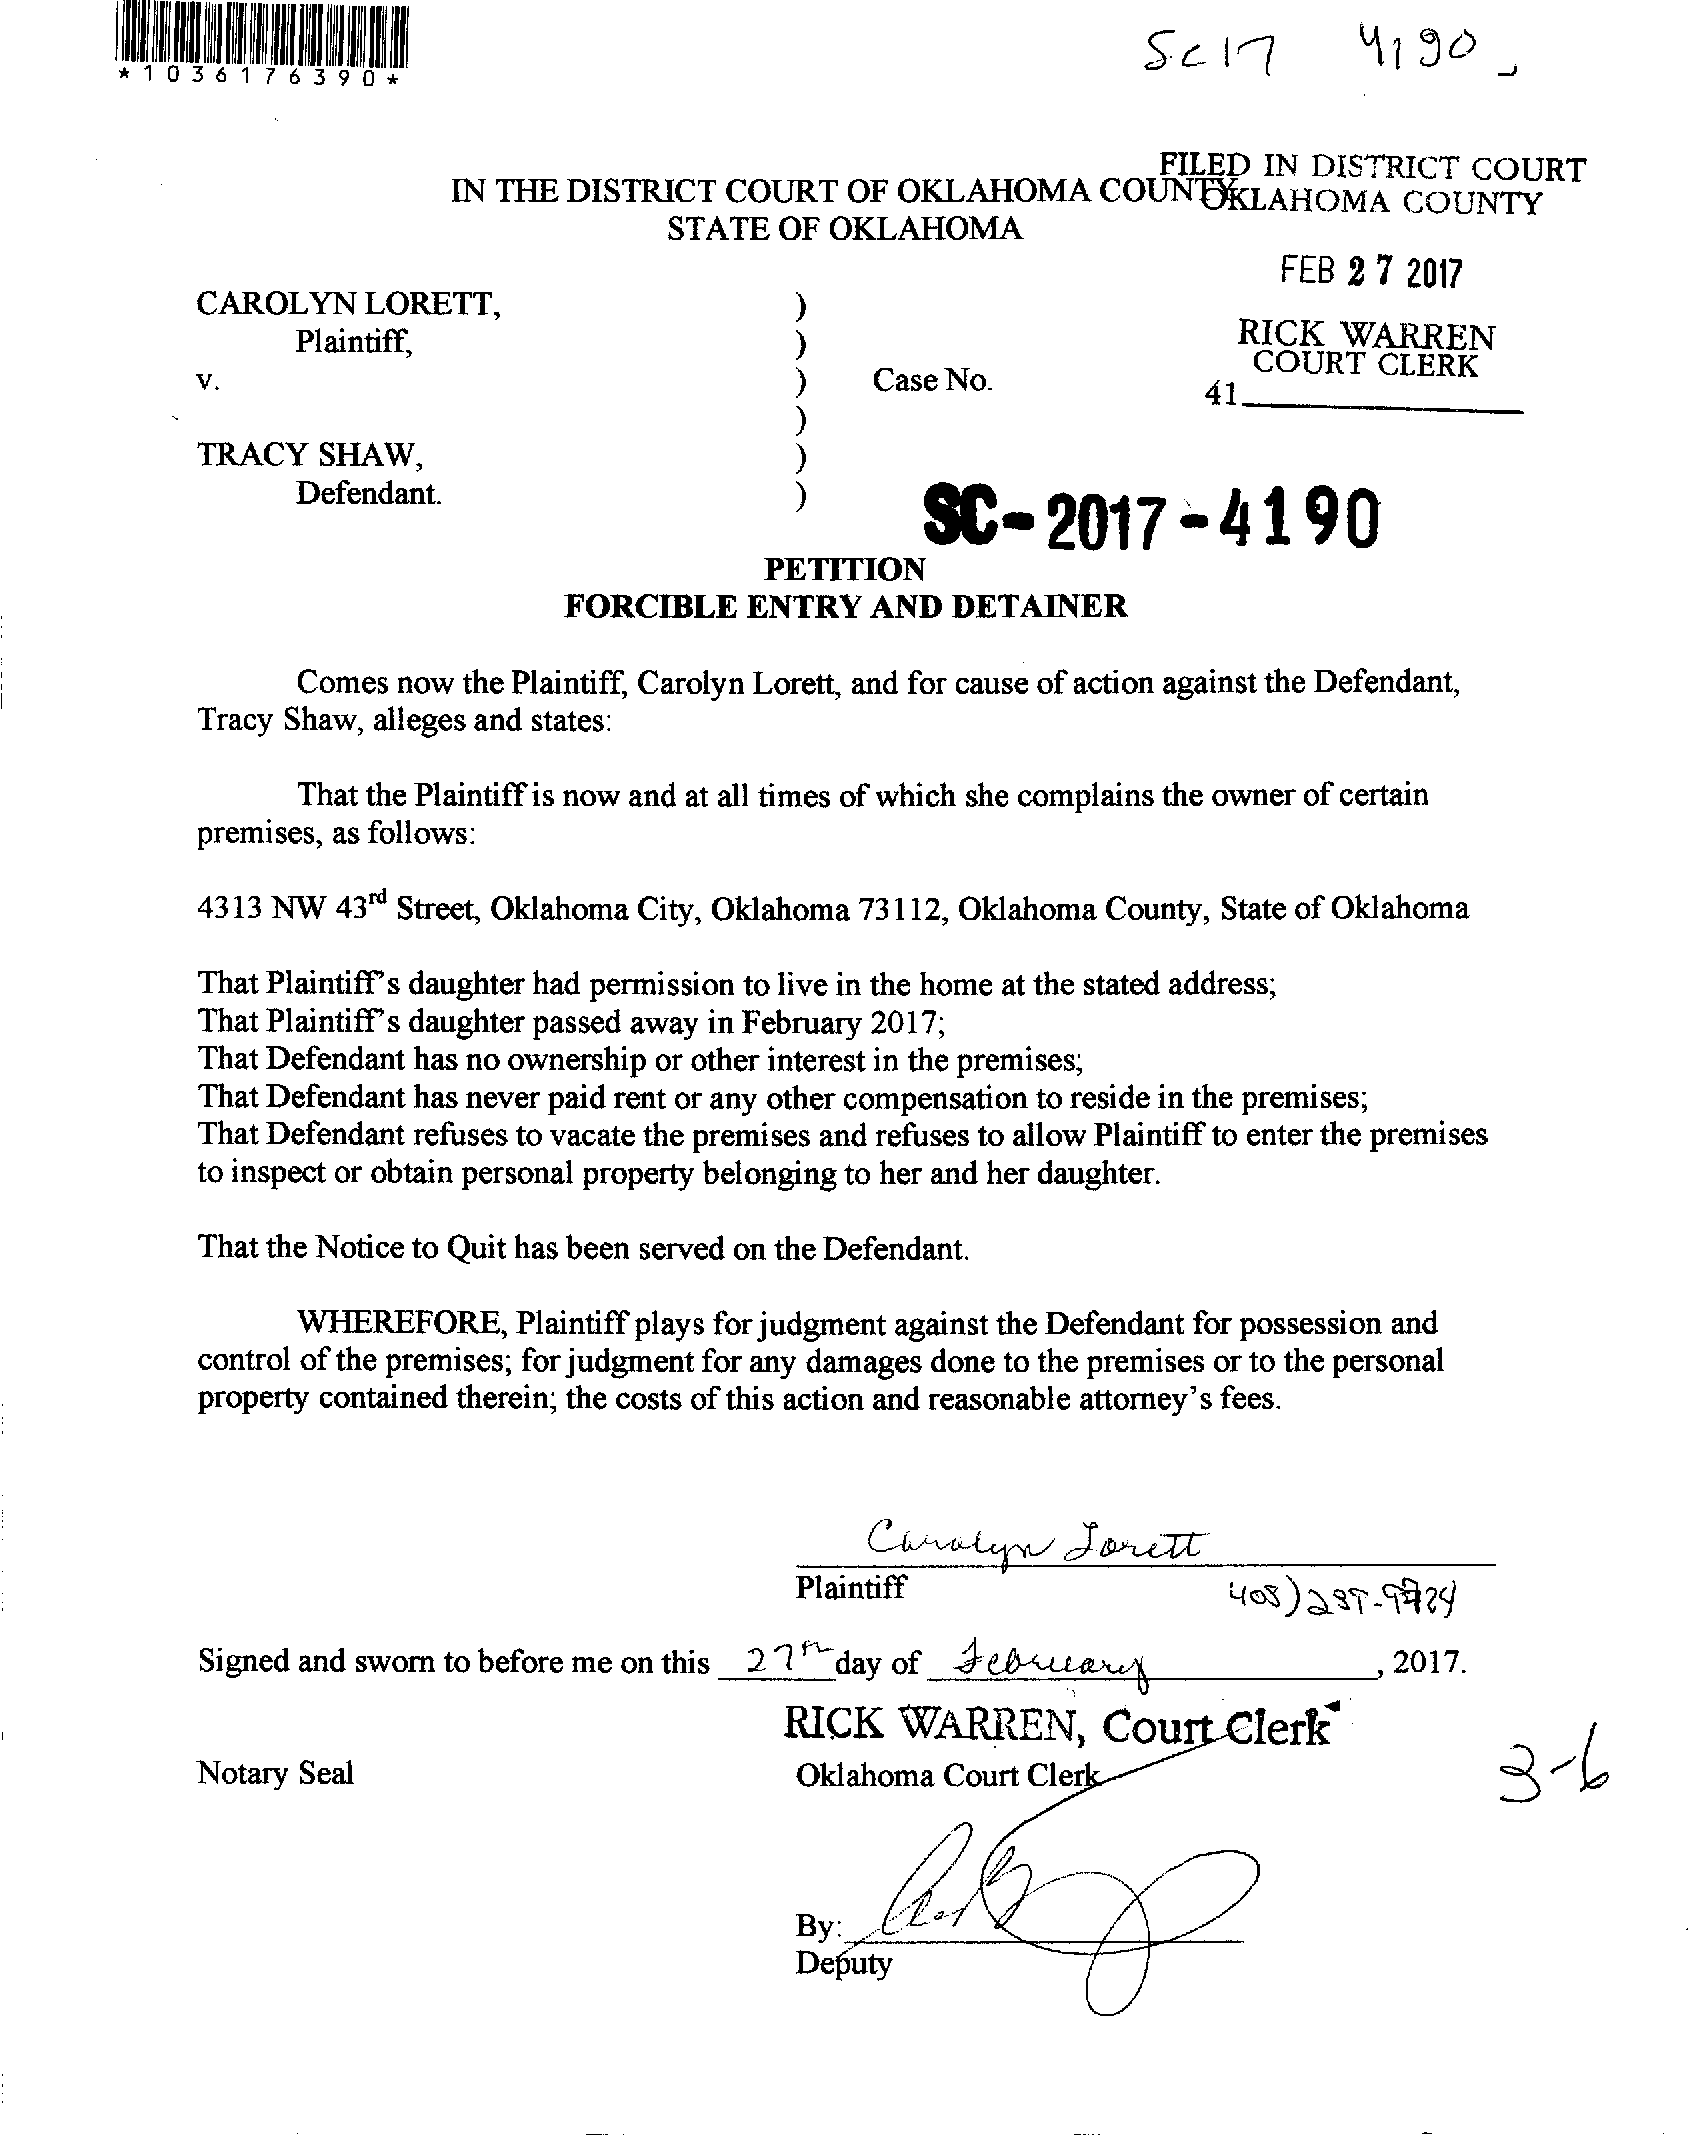 *1036176390*
SC17 4190
FILED IN DISTRICT COURT
OKLAHOMA COUNTY
IN THE DISTRICT COURT OF OKLAHOMA COUNTY
STATE OF OKLAHOMA
FEB 27 2017
CAROLYN LORETT,
Plaintiff,
v.
TRACY SHAW,
Defendant.
)
)
)
)
)
)
Case No.
RICK WARREN
COURT CLERK
41
SC-2017-4190
PETITION
FORCIBLE ENTRY AND DETAINER
Comes now the Plaintiff, Carolyn Lorett, and for cause of action against the Defendant,
Tracy Shaw, alleges and states:
That the Plaintiff is now and at all times of which she complains the owner of certain
premises, as follows:
4313 NW 43rd Street, Oklahoma City, Oklahoma 73112, Oklahoma County, State of Oklahoma
That Plaintiff's daughter had permission to live in the home at the stated address;
That Plaintiff's daughter passed away in February 2017;
That Defendant has no ownership or other interest in the premises;
That Defendant has never paid rent or any other compensation to reside in the premises;
That Defendant refuses to vacate the premises and refuses to allow Plaintiff to enter the premises
to inspect or obtain personal property belonging to her and her daughter.
That the Notice to Quit has been served on the Defendant.
WHEREFORE, Plaintiff plays for judgment against the Defendant for possession and
control of the premises; for judgment for any damages done to the premises or to the personal
property contained therein; the costs of this action and reasonable attorney's fees.
Carolyn Lorett
Plaintiff
Signed and sworn to before me on this 27th day of February, 2017.
RICK WARREN, Court Clerk
Notary Seal
Oklahoma Court Clerk
3-6
By:
Deputy